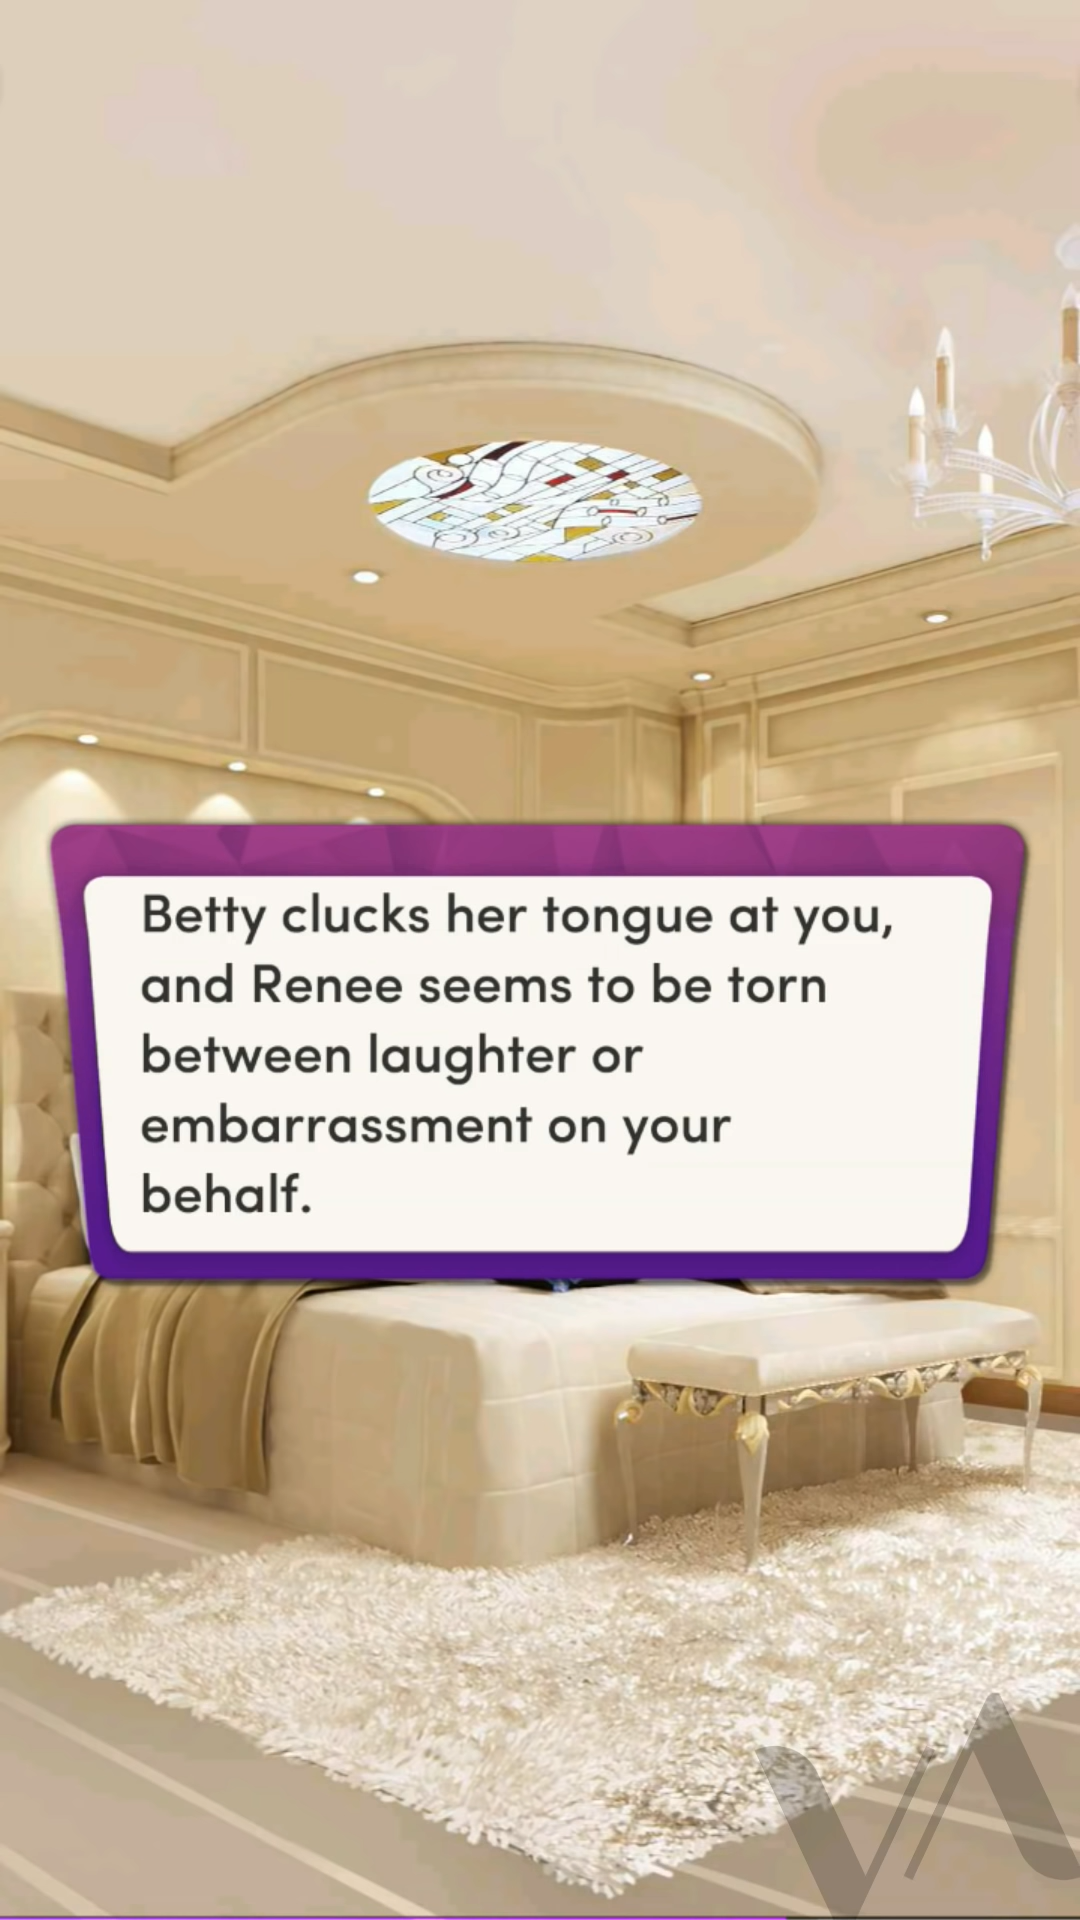 Betty clucks her tongue at you,
and Renee seems to be torn
between laughter or
embarrassment on your
behalf.
VA